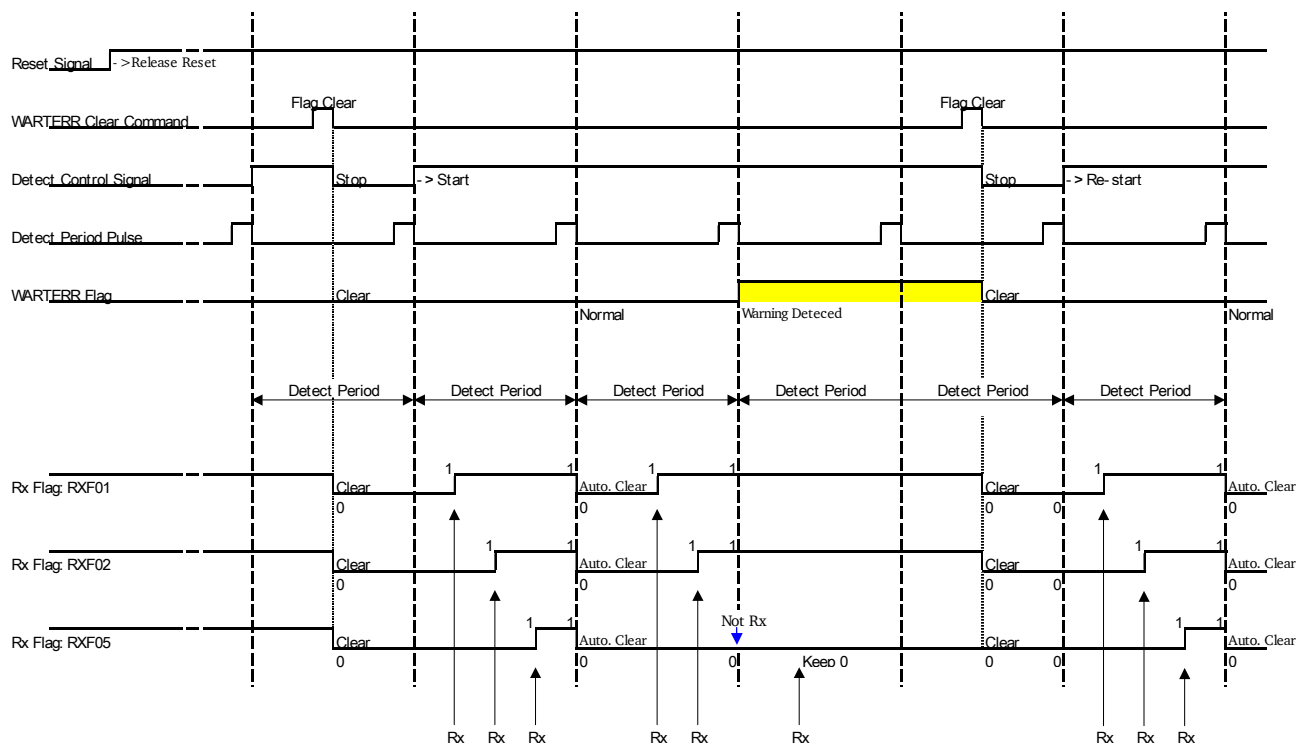 Reset Signal ->Release Reset
Flag Clear Flag Clear
WARTERR Clear Command
Detect Control Signal Stop -> Start Stop -> Re-start
Detect Period Pulse
WARTERR Flag Clear Clear
Normal Warning Deteced Normal
Detect Period Detect Period Detect Period Detect Period Detect Period Detect Period
1 1 1 1 1 1
Rx Flag: RXF01 Clear Auto. Clear Clear Auto. Clear
0 0 0 0 0
1 1 1 1 1 1
Rx Flag: RXF02 Clear Auto. Clear Clear Auto. Clear
0 0 0 0 0
1 1 Not Rx 1 1
Rx Flag: RXF05 Clear Auto. Clear Clear Auto. Clear
0 0 0 Keep 0 0 0 0
Rx Rx Rx Rx Rx Rx Rx Rx Rx